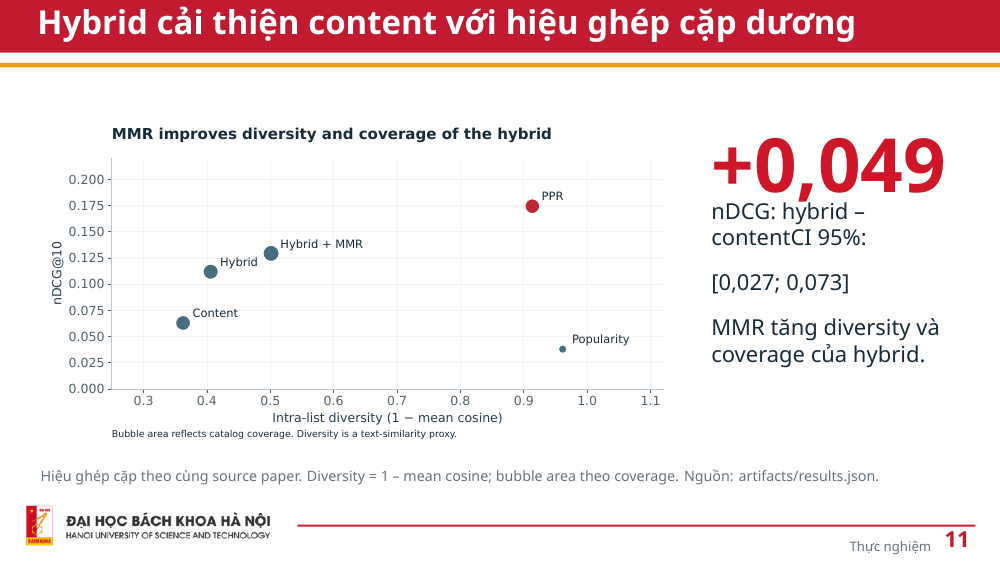 Hybrid cải thiện content với hiệu ghép cặp dương
MMR improves diversity and coverage of the hybrid
nDCG@10
0.200
0.175
0.150
0.125
0.100
0.075
0.050
0.025
0.000
PPR
Hybrid + MMR
Hybrid
Content
Popularity
0.3 0.4 0.5 0.6 0.7 0.8 0.9 1.0 1.1
Intra-list diversity (1 − mean cosine)
Bubble area reflects catalog coverage. Diversity is a text-similarity proxy.
+0,049
nDCG: hybrid –
contentCI 95%:
[0,027; 0,073]
MMR tăng diversity và
coverage của hybrid.
Hiệu ghép cặp theo cùng source paper. Diversity = 1 – mean cosine; bubble area theo coverage. Nguồn: artifacts/results.json.
ĐẠI HỌC BÁCH KHOA HÀ NỘI
HANOI UNIVERSITY OF SCIENCE AND TECHNOLOGY
Thực nghiệm 11